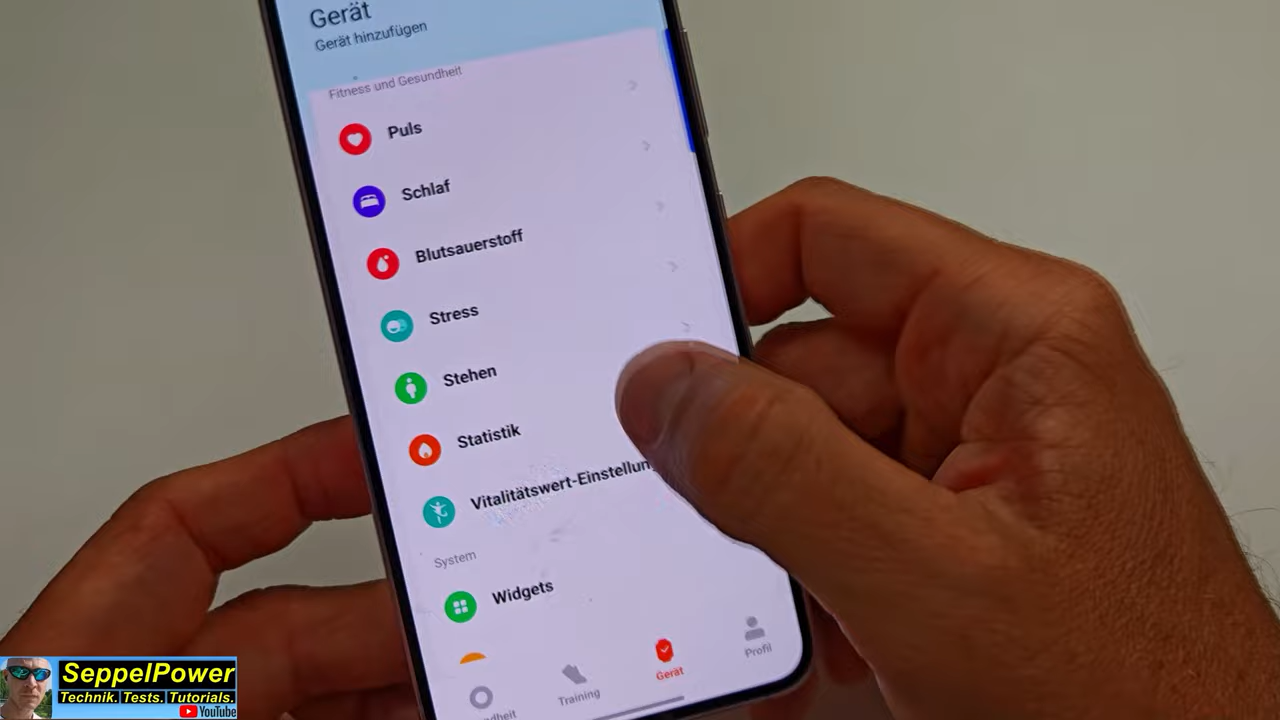 Gerät
Gerät hinzufügen
Fitness und Gesundheit
Puls
Schlaf
Blutsauerstoff
Stress
Stehen
Statistik
Vitalitätswert-Einstellun
System
Widgets
dheit
Training
Gerät
Profil
SeppelPower
Technik. Tests. Tutorials.
YouTube